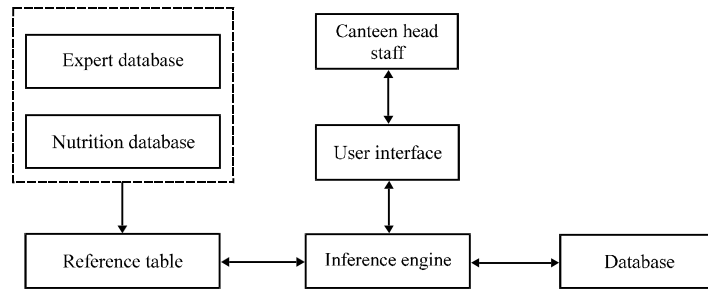 Expert database
Nutrition database
Canteen head
staff
User interface
Reference table
Inference engine
Database